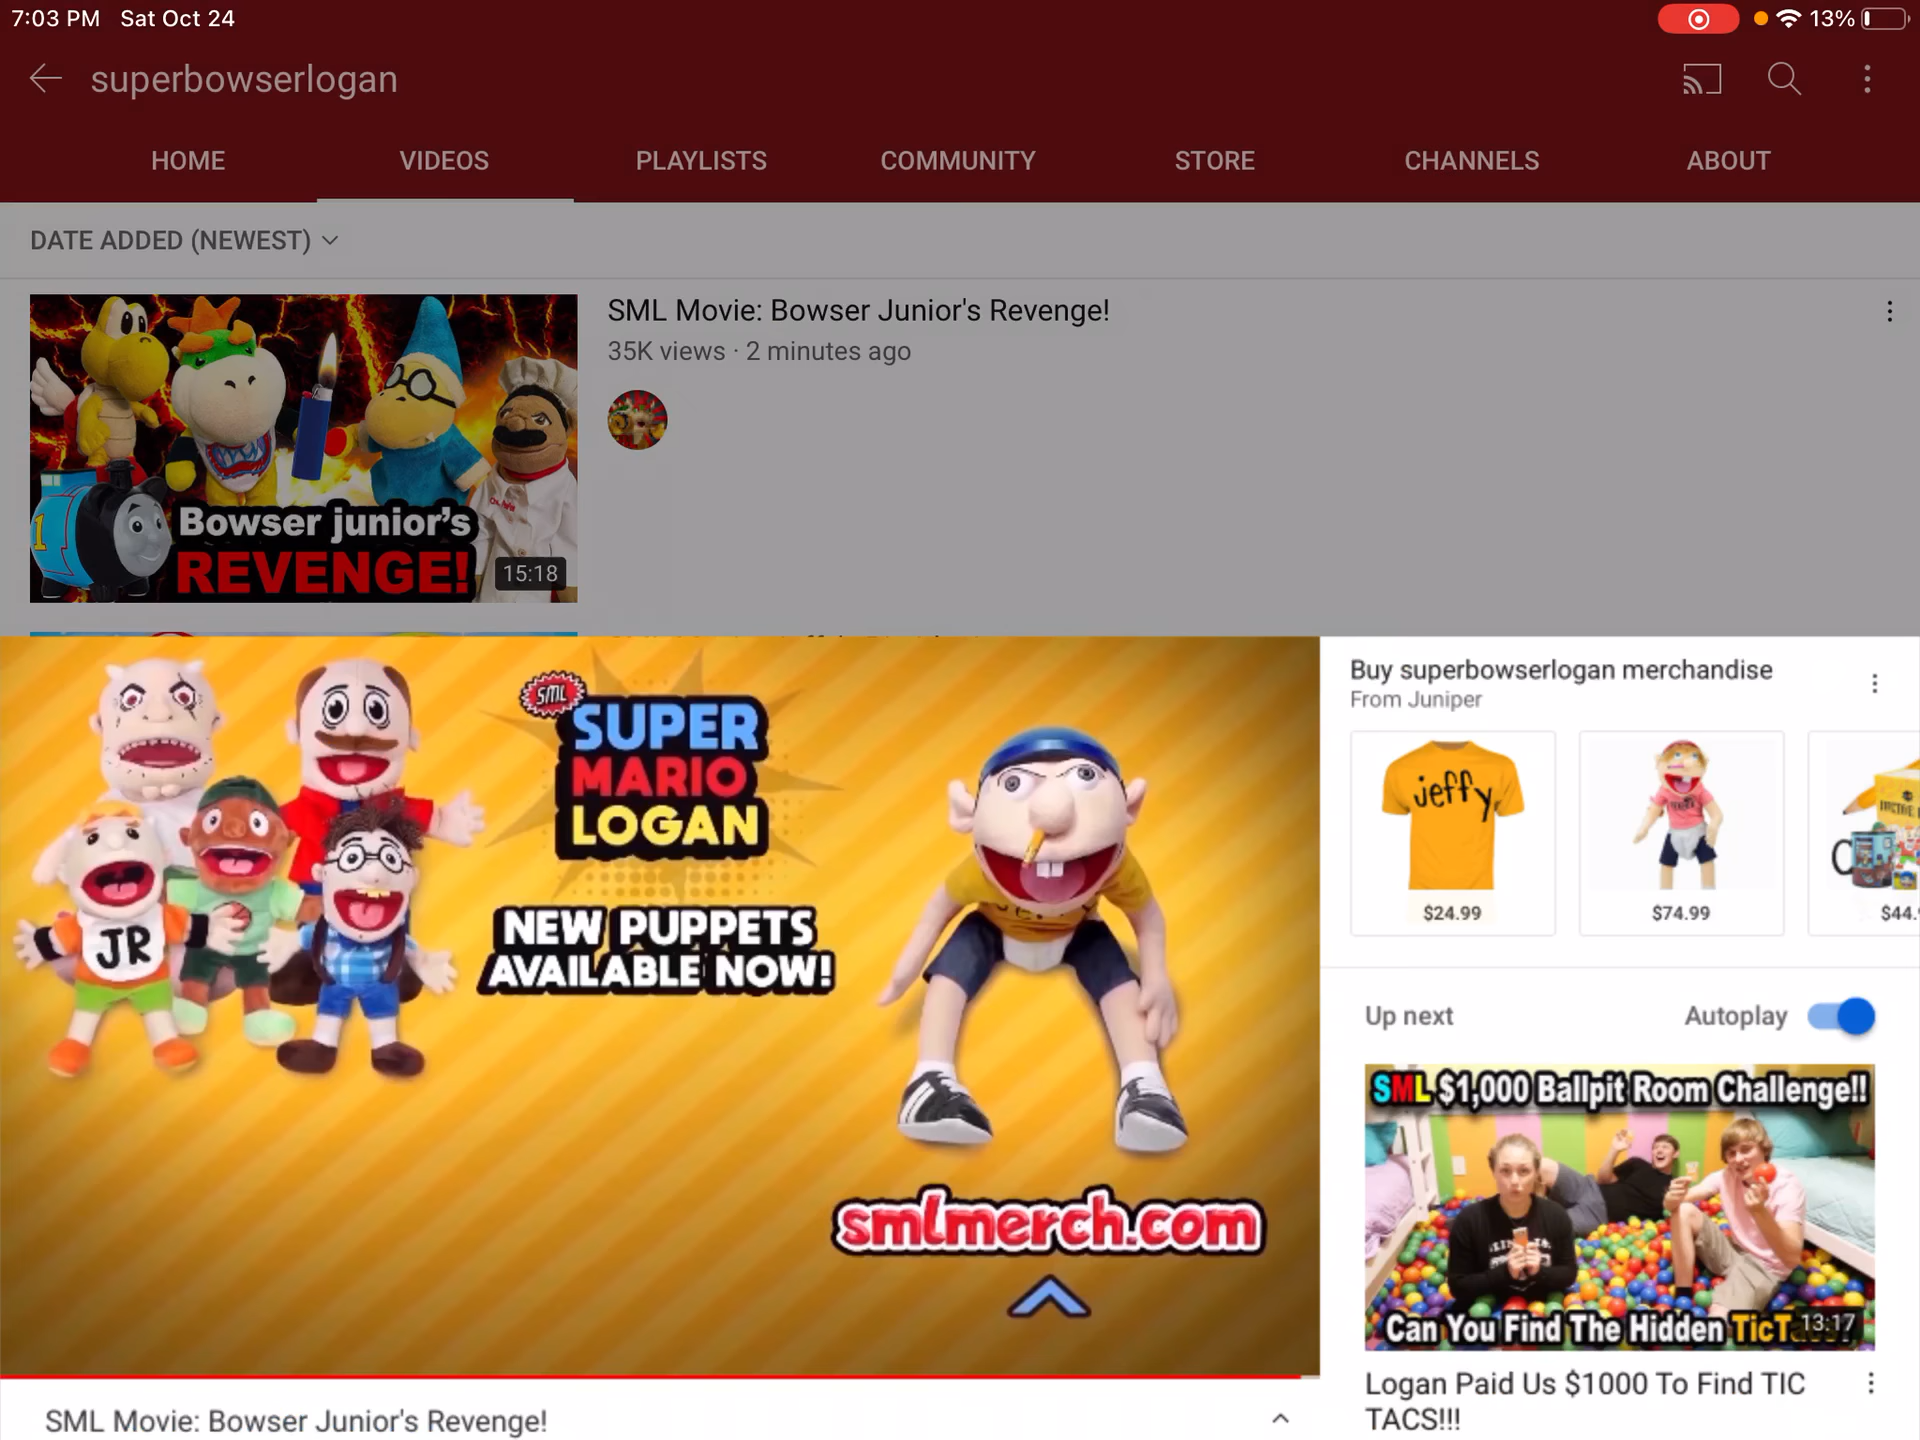 7:03 PM Sat Oct 24
13%
superbowserlogan
HOME VIDEOS PLAYLISTS COMMUNITY STORE CHANNELS ABOUT
DATE ADDED (NEWEST)
SML Movie: Bowser Junior's Revenge!
35K views · 2 minutes ago
1
Bowser junior's
REVENGE!
15:18
SML
SUPER
MARIO
LOGAN
NEW PUPPETS
AVAILABLE NOW!
JR
smlmerch.com
SML Movie: Bowser Junior's Revenge!
Buy superbowserlogan merchandise
From Juniper
jeffy
$24.99
$74.99
$44.
Up next
Autoplay
SML $1,000 Ballpit Room Challenge!!
Can You Find The Hidden TicT
13:17
Logan Paid Us $1000 To Find TIC
TACS!!!